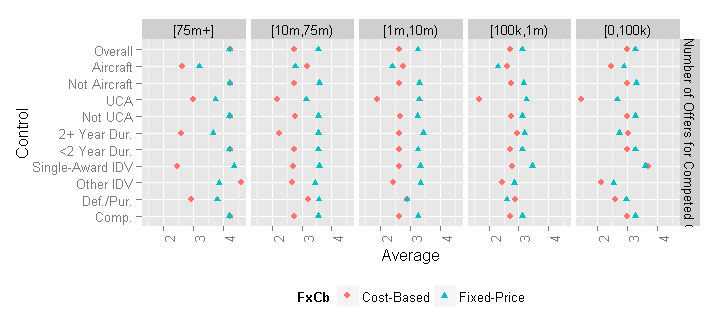 [75m+] [10m,75m) [1m,10m) [100k,1m) [0,100k)
Number of Offers for Competed
Control
Overall
Aircraft
Not Aircraft
UCA
Not UCA
2+ Year Dur.
<2 Year Dur.
Single-Award IDV
Other IDV
Def./Pur.
Comp.
2 3 4 2 3 4 2 3 4 2 3 4 2 3 4
Average
FxCb Cost-Based Fixed-Price